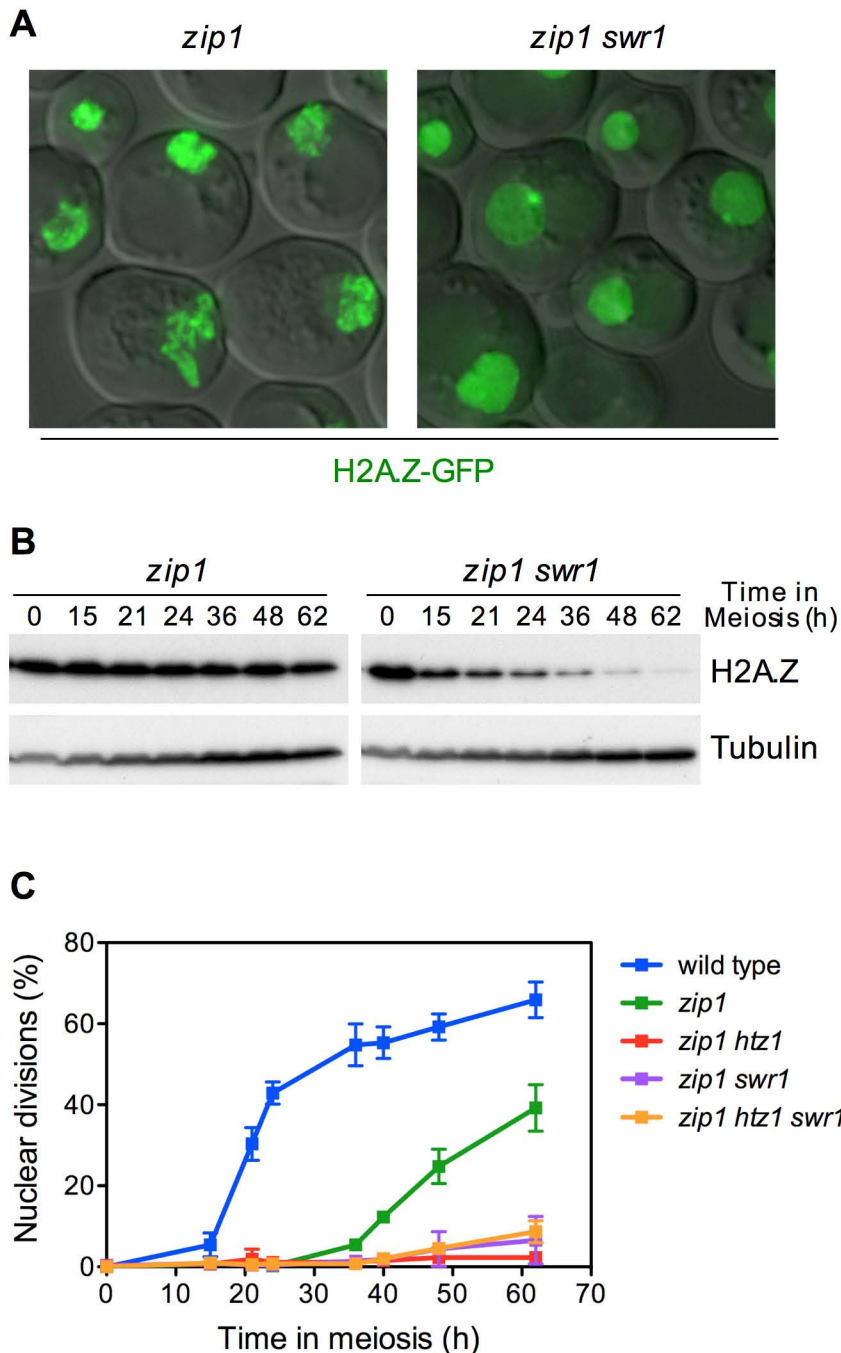 A
zip1
zip1 swr1
H2A.Z-GFP
B
zip1
zip1 swr1
Time in
Meiosis (h)
0 15 21 24 36 48 62
0 15 21 24 36 48 62
H2A.Z
Tubulin
C
Nuclear divisions (%)
80
60
40
20
0
0 10 20 30 40 50 60 70
Time in meiosis (h)
wild type
zip1
zip1 htz1
zip1 swr1
zip1 htz1 swr1